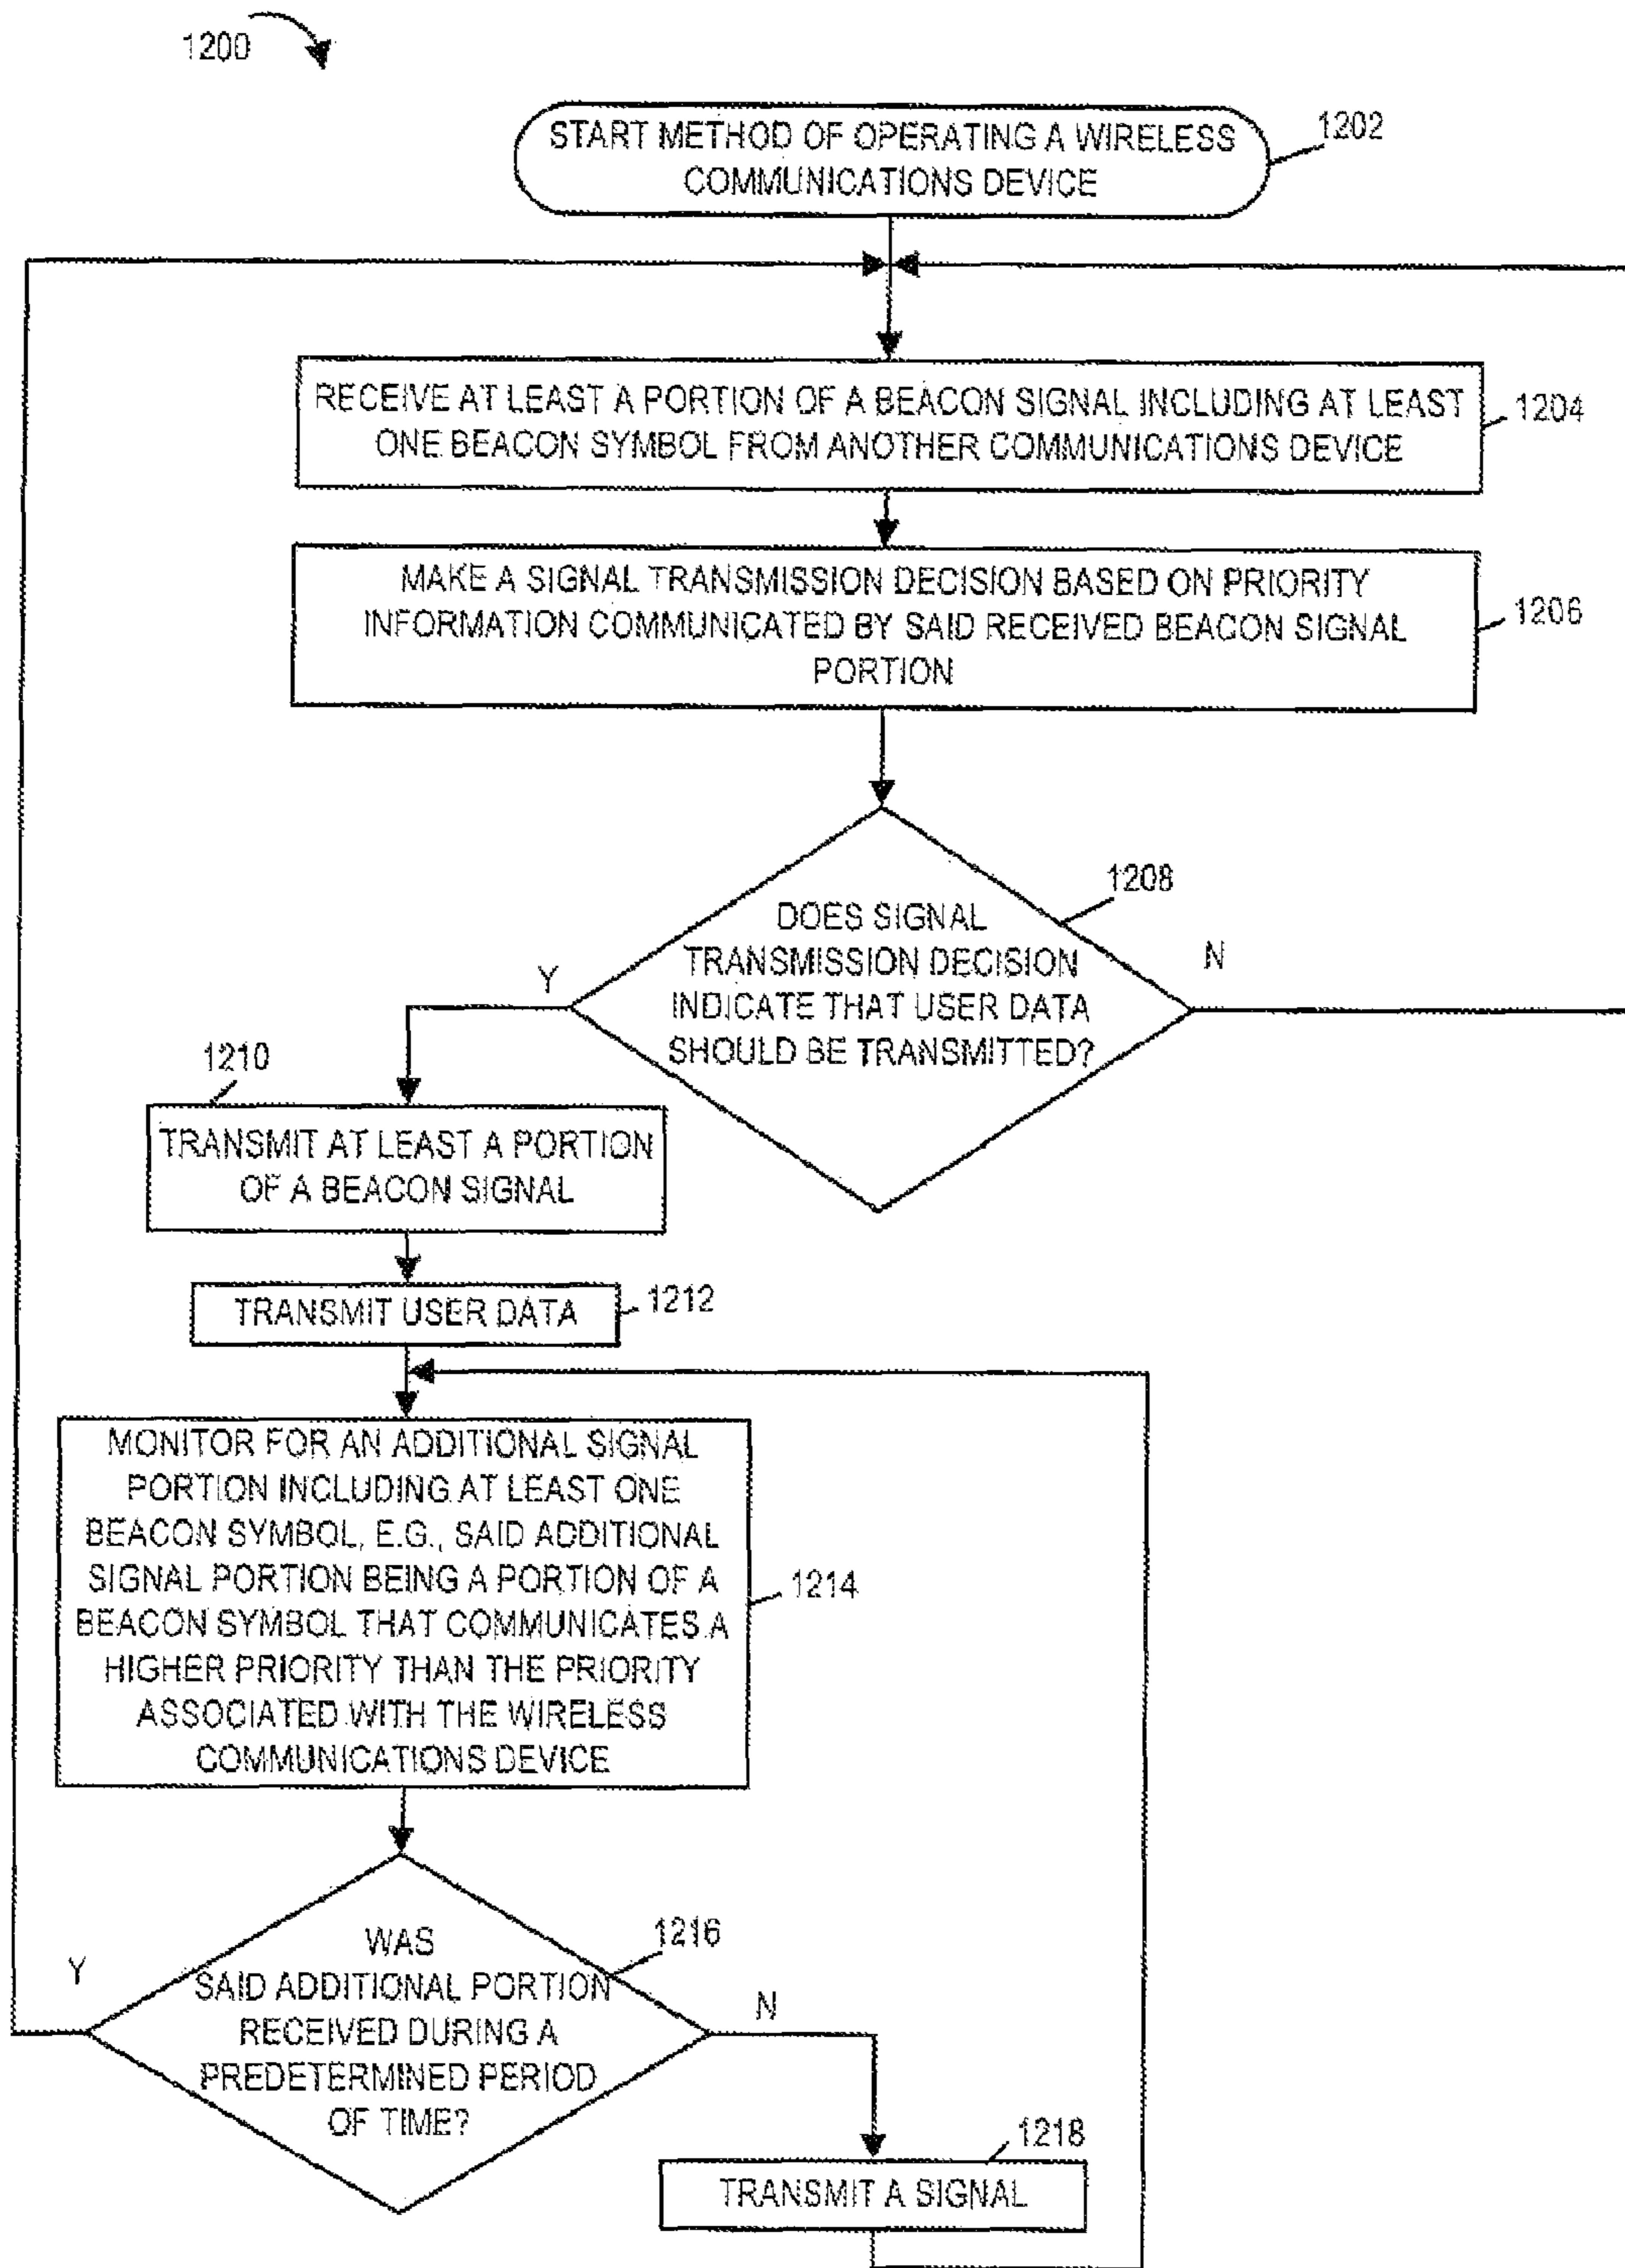 1200
START METHOD OF OPERATING A WIRELESS
COMMUNICATIONS DEVICE
1202
RECEIVE AT LEAST A PORTION OF A BEACON SIGNAL INCLUDING AT LEAST
ONE BEACON SYMBOL FROM ANOTHER COMMUNICATIONS DEVICE
1204
MAKE A SIGNAL TRANSMISSION DECISION BASED ON PRIORITY
INFORMATION COMMUNICATED BY SAID RECEIVED BEACON SIGNAL
PORTION
1206
1208
DOES SIGNAL
TRANSMISSION DECISION
INDICATE THAT USER DATA
SHOULD BE TRANSMITTED?
Y
N
1210
TRANSMIT AT LEAST A PORTION
OF A BEACON SIGNAL
TRANSMIT USER DATA
1212
MONITOR FOR AN ADDITIONAL SIGNAL
PORTION INCLUDING AT LEAST ONE
BEACON SYMBOL, E.G., SAID ADDITIONAL
SIGNAL PORTION BEING A PORTION OF A
BEACON SYMBOL THAT COMMUNICATES A
HIGHER PRIORITY THAN THE PRIORITY
ASSOCIATED WITH THE WIRELESS
COMMUNICATIONS DEVICE
1214
1216
WAS
SAID ADDITIONAL PORTION
RECEIVED DURING A
PREDETERMINED PERIOD
OF TIME?
Y
N
1218
TRANSMIT A SIGNAL